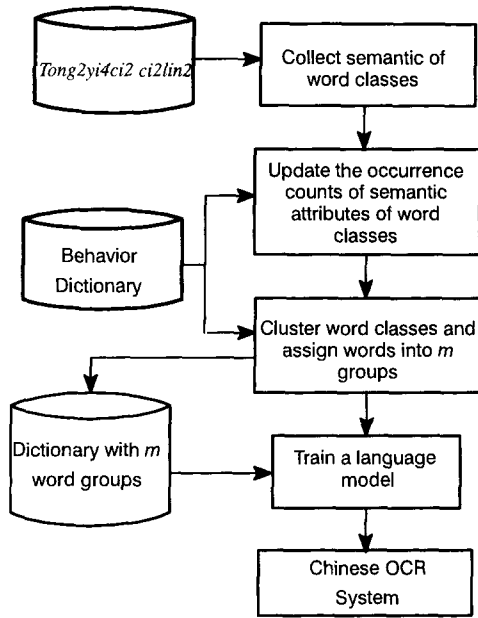 Tong2yi4ci2 ci2lin2
Collect semantic of
word classes
Update the occurrence
counts of semantic
attributes of word
classes
Behavior
Dictionary
Cluster word classes and
assign words into m
groups
Dictionary with m
word groups
Train a language
model
Chinese OCR
System